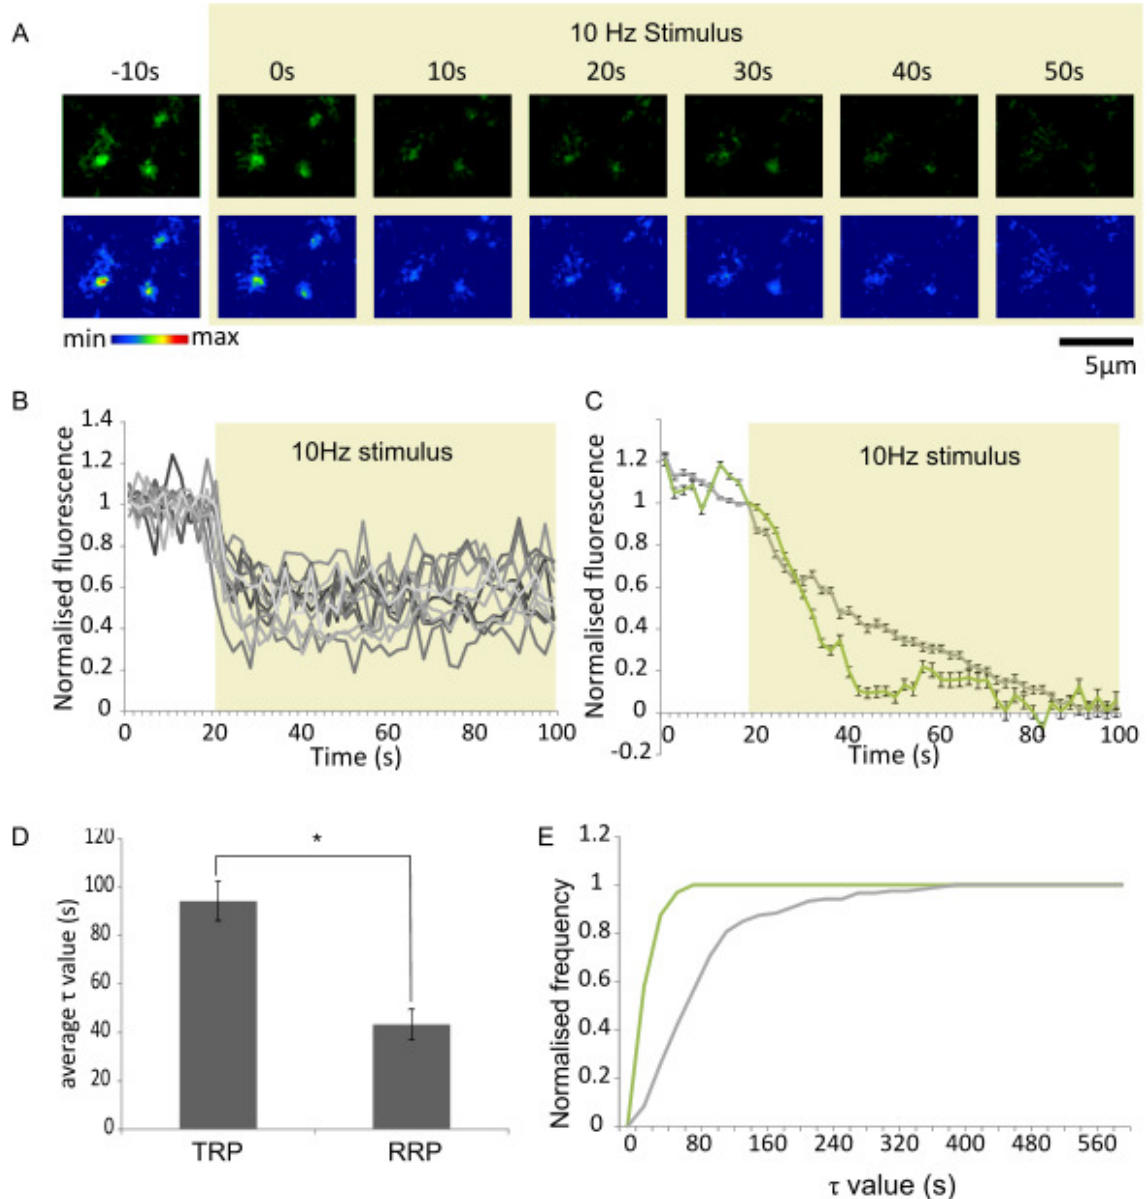 A
10 Hz Stimulus
-10s 0s 10s 20s 30s 40s 50s
min max
5µm
B
Normalised fluorescence
1.4
1.2
1
0.8
0.6
0.4
0.2
0
10Hz stimulus
0 20 40 60 80 100
Time (s)
C
Normalised fluorescence
1.2
1
0.8
0.6
0.4
0.2
0
-0.2
10Hz stimulus
0 20 40 60 80 100
Time (s)
D
average τ value (s)
120
100
80
60
40
20
0
*
TRP RRP
E
Normalised frequency
1.2
1
0.8
0.6
0.4
0.2
0
0 80 160 240 320 400 480 560
τ value (s)